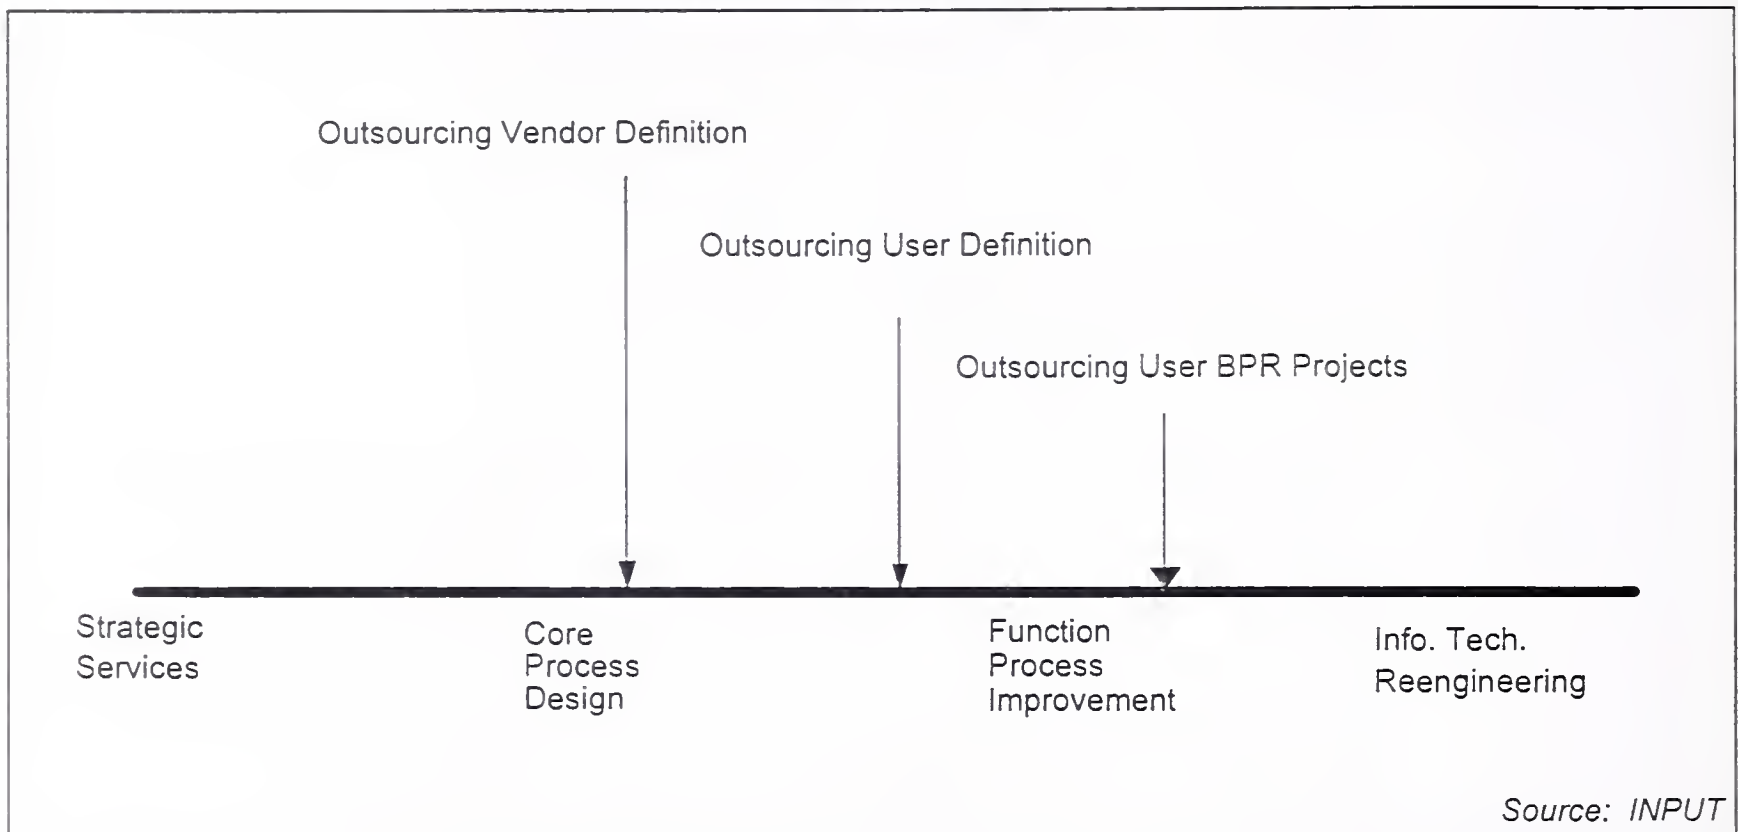 Outsourcing Vendor Definition
Outsourcing User Definition
Outsourcing User BPR Projects
Strategic
Services
Core
Process
Design
Function
Process
Improvement
Info. Tech.
Reengineering
Source: INPUT